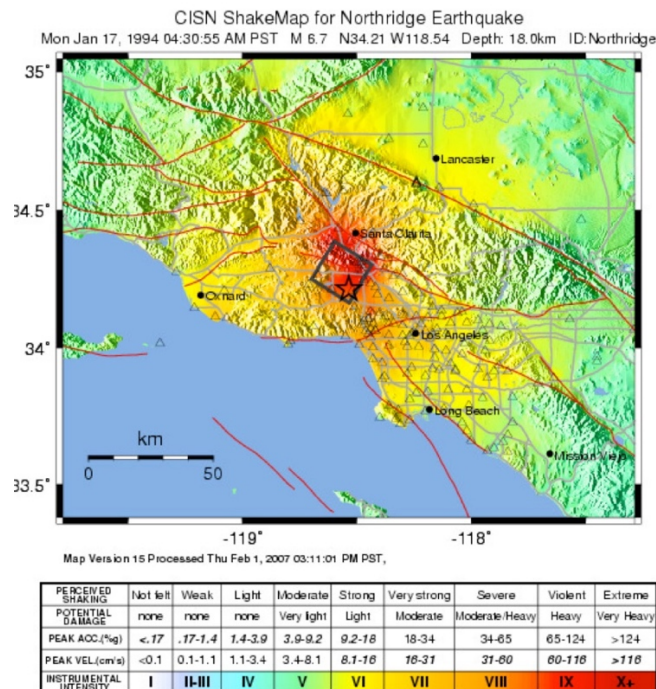 CISN ShakeMap for Northridge Earthquake
Mon Jan 17, 1994 04:30:55 AM PST M 6.7 N34.21 W118.54 Depth: 18.0km ID:Northridge
35°
Lancaster
34.5°
Santa Clarita
Oxnard
Los Angeles
34°
Long Beach
km
0 50
Mission Viejo
33.5°
-119° -118°
Map Version 15 Processed Thu Feb 1, 2007 03:11:01 PM PST,
PERCEIVED SHAKING Not felt Weak Light Moderate Strong Very strong Severe Violent Extreme
POTENTIAL DAMAGE none none none Very light Light Moderate Moderate/Heavy Heavy Very Heavy
PEAK ACC.(%g) <.17 .17-1.4 1.4-3.9 3.9-9.2 9.2-18 18-34 34-65 65-124 >124
PEAK VEL.(cm/s) <0.1 0.1-1.1 1.1-3.4 3.4-8.1 8.1-16 16-31 31-60 60-116 >116
INSTRUMENTAL INTENSITY I II-III IV V VI VII VIII IX X+